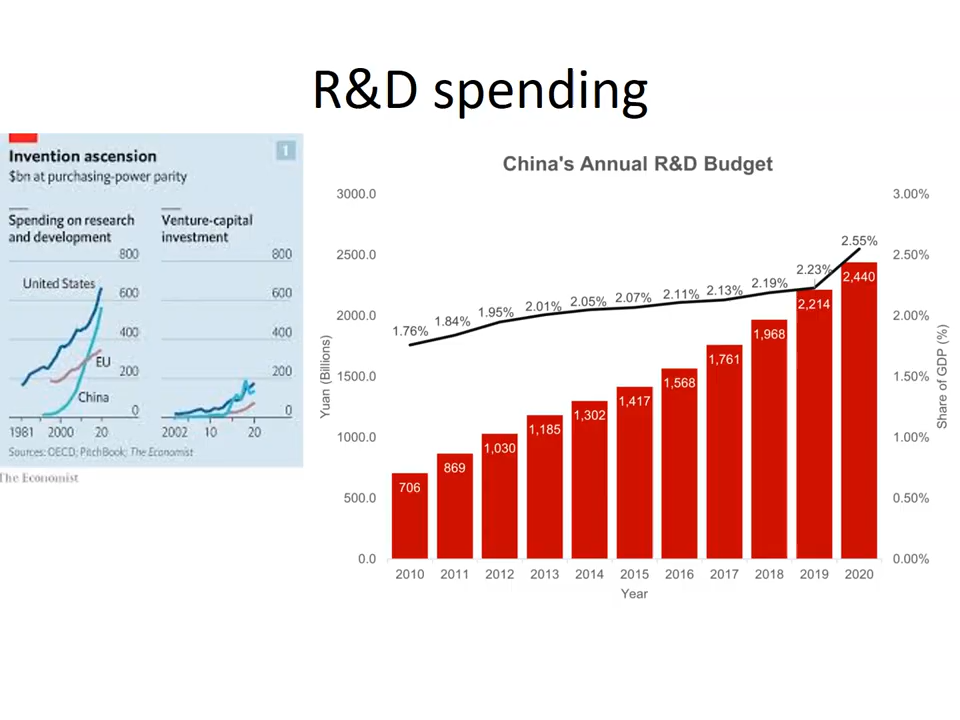 R&D spending
Invention ascension
1
$bn at purchasing-power parity
Spending on research
and development
Venture-capital
investment
800
600
400
200
0
United States
EU
China
1981 2000 20
800
600
400
200
0
2002 10 20
Sources: OECD; PitchBook; The Economist
The Economist
China's Annual R&D Budget
3000.0
2500.0
2000.0
1500.0
1000.0
500.0
0.0
Yuan (Billions)
3.00%
2.50%
2.00%
1.50%
1.00%
0.50%
0.00%
Share of GDP (%)
1.76% 1.84% 1.95% 2.01% 2.05% 2.07% 2.11% 2.13% 2.19% 2.23% 2.55%
706 869 1,030 1,185 1,302 1,417 1,568 1,761 1,968 2,214 2,440
2010 2011 2012 2013 2014 2015 2016 2017 2018 2019 2020
Year